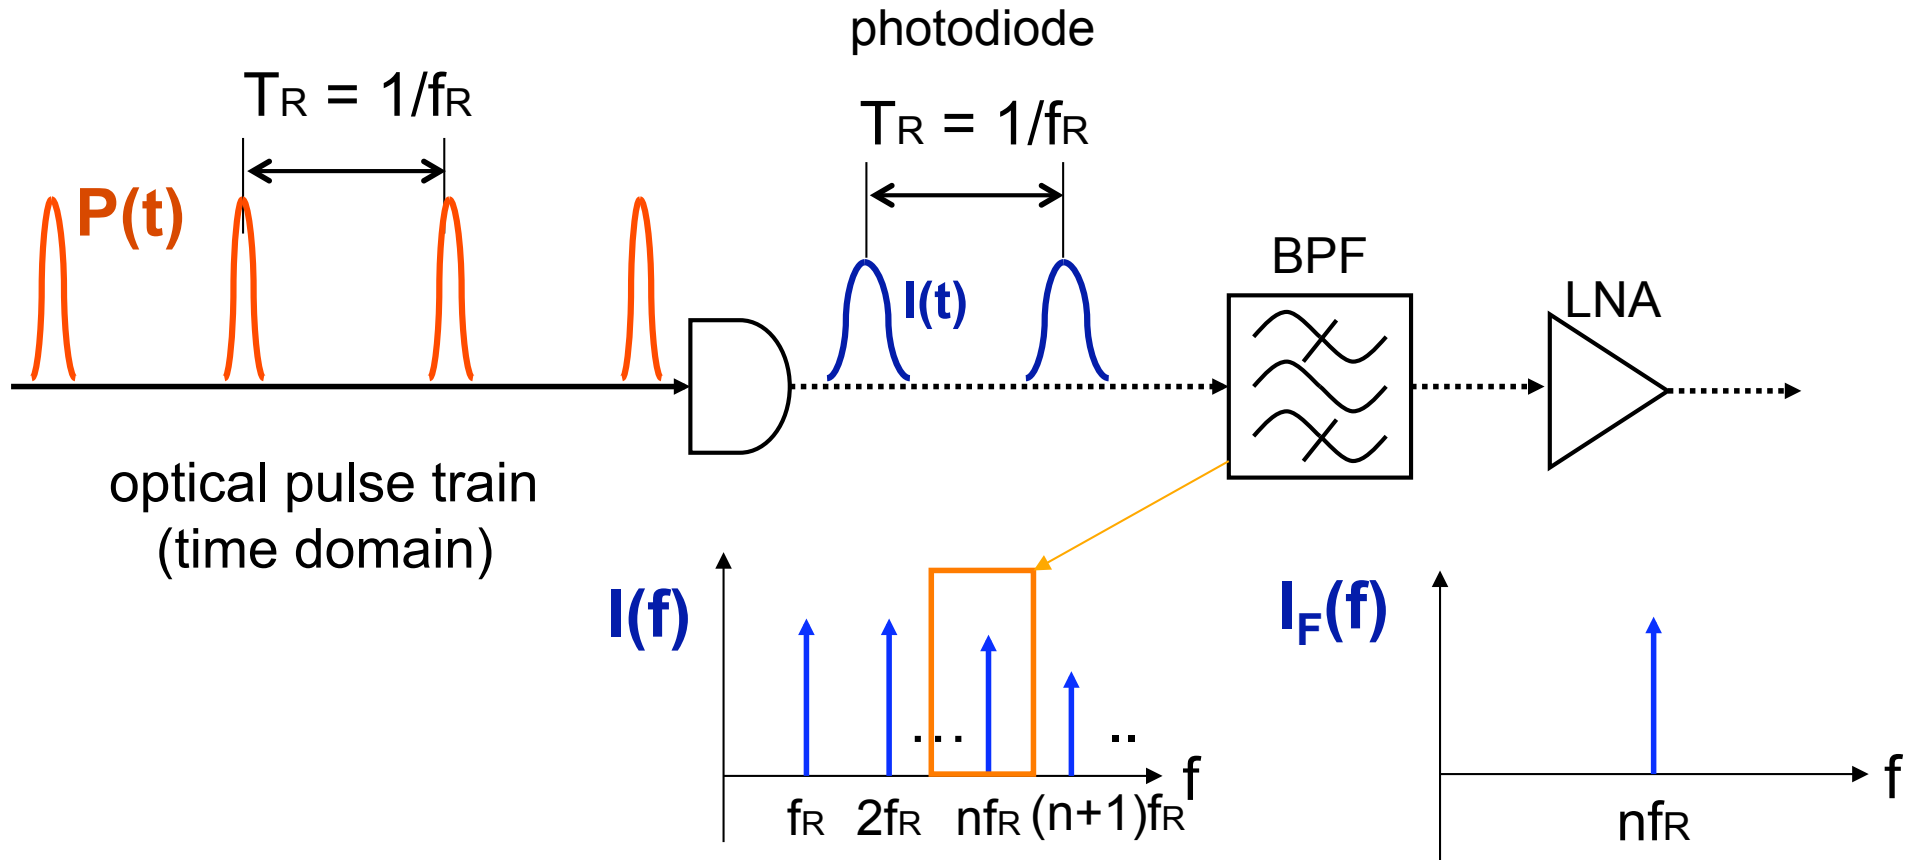 photodiode
TR = 1/fR
TR = 1/fR
P(t)
BPF
I(t)
LNA
optical pulse train
(time domain)
I(f)
IF(f)
...
..
f
f
fR 2fR nfR (n+1)fR
nfR